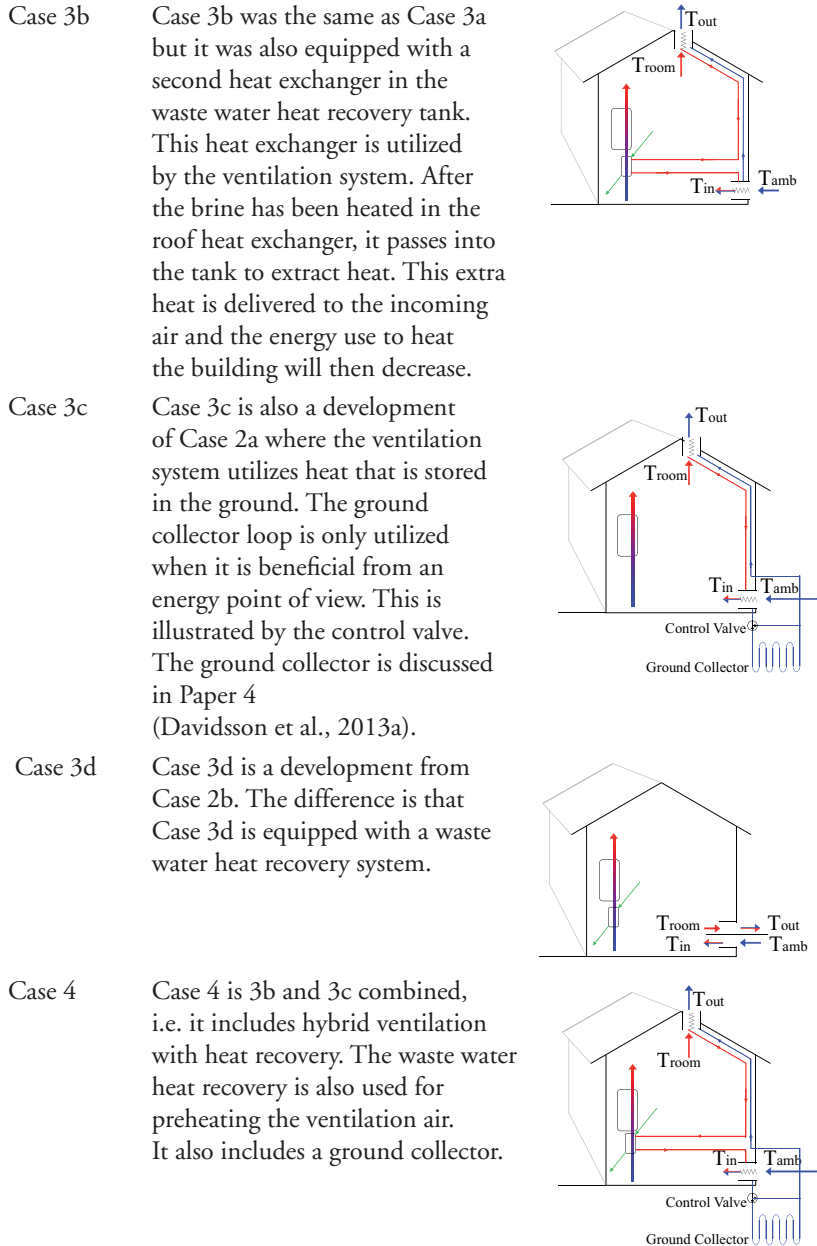 Case 3b
Case 3b was the same as Case 3a
but it was also equipped with a
second heat exchanger in the
waste water heat recovery tank.
This heat exchanger is utilized
by the ventilation system. After
the brine has been heated in the
roof heat exchanger, it passes into
the tank to extract heat. This extra
heat is delivered to the incoming
air and the energy use to heat
the building will then decrease.
Tout
Troom
Tin
Tamb
Case 3c
Case 3c is also a development
of Case 2a where the ventilation
system utilizes heat that is stored
in the ground. The ground
collector loop is only utilized
when it is beneficial from an
energy point of view. This is
illustrated by the control valve.
The ground collector is discussed
in Paper 4
(Davidsson et al., 2013a).
Tout
Troom
Tin
Tamb
Control Valve
Ground Collector
Case 3d
Case 3d is a development from
Case 2b. The difference is that
Case 3d is equipped with a waste
water heat recovery system.
Troom
Tout
Tin
Tamb
Case 4
Case 4 is 3b and 3c combined,
i.e. it includes hybrid ventilation
with heat recovery. The waste water
heat recovery is also used for
preheating the ventilation air.
It also includes a ground collector.
Tout
Troom
Tin
Tamb
Control Valve
Ground Collector